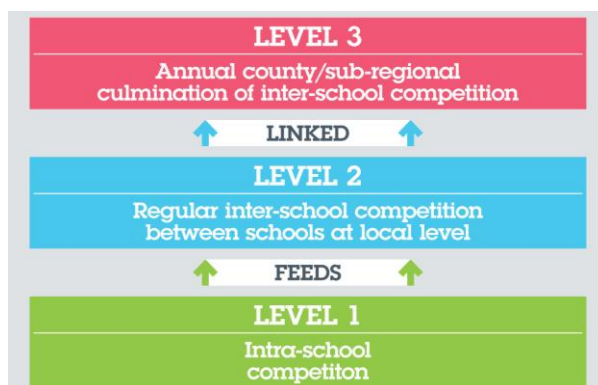 LEVEL 3
Annual county/sub-regional
culmination of inter-school competition
LINKED
LEVEL 2
Regular inter-school competition
between schools at local level
FEEDS
LEVEL 1
Intra-school
competiton